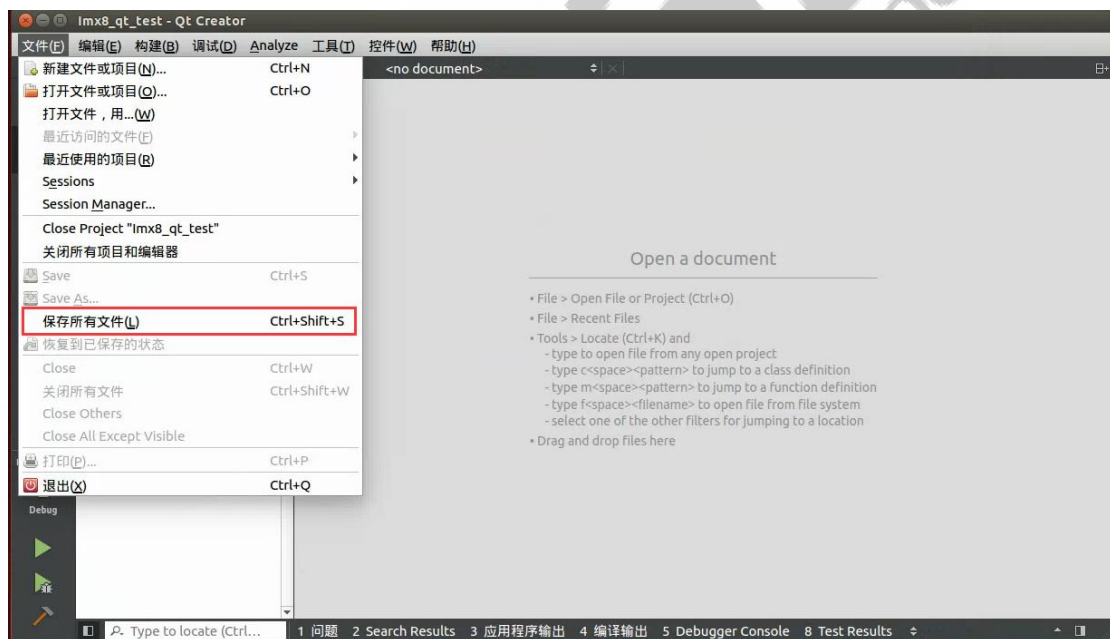 Imx8_qt_test - Qt Creator
文件(F) 编辑(E) 构建(B) 调试(D) Analyze 工具(T) 控件(W) 帮助(H)
新建文件或项目(N)... Ctrl+N
<no document>
打开文件或项目(O)... Ctrl+O
打开文件，用...(W)
最近访问的文件(F)
最近使用的项目(R)
Sessions
Session Manager...
Close Project "Imx8_qt_test"
关闭所有项目和编辑器
Save Ctrl+S
Save As...
保存所有文件(L) Ctrl+Shift+S
恢复到已保存的状态
Close Ctrl+W
关闭所有文件 Ctrl+Shift+W
Close Others
Close All Except Visible
打印(P)... Ctrl+P
退出(X) Ctrl+Q
Open a document
• File > Open File or Project (Ctrl+O)
• File > Recent Files
• Tools > Locate (Ctrl+K) and
- type to open file from any open project
- type c<space><pattern> to jump to a class definition
- type m<space><pattern> to jump to a function definition
- type f<space><filename> to open file from file system
- select one of the other filters for jumping to a location
• Drag and drop files here
Debug
Type to locate (Ctrl...
1 问题 2 Search Results 3 应用程序输出 4 编译输出 5 Debugger Console 8 Test Results